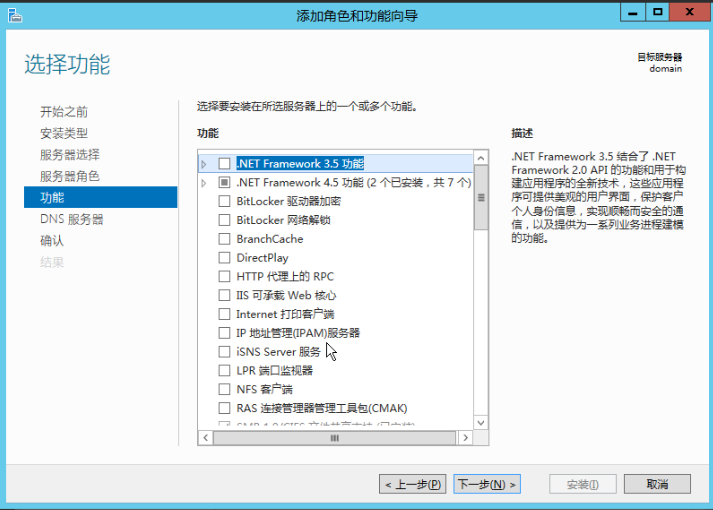 添加角色和功能向导
选择功能
目标服务器
domain
开始之前
安装类型
服务器选择
服务器角色
功能
DNS 服务器
确认
结果
选择要安装在所选服务器上的一个或多个功能。
功能
.NET Framework 3.5 功能
.NET Framework 4.5 功能 (2 个已安装，共 7 个)
BitLocker 驱动器加密
BitLocker 网络解锁
BranchCache
DirectPlay
HTTP 代理上的 RPC
IIS 可承载 Web 核心
Internet 打印客户端
IP 地址管理(IPAM)服务器
iSNS Server 服务
LPR 端口监视器
NFS 客户端
RAS 连接管理器管理工具包(CMAK)
SMB 1.0/CIFS 文件共享支持 (已安装)
描述
.NET Framework 3.5 结合了 .NET
Framework 2.0 API 的功能和用于构
建应用程序的全新技术，这些应用程
序可提供美观的用户界面，保护客户
个人身份信息，实现顺畅而安全的通
信，以及提供为一系列业务进程建模
的功能。
< 上一步(P)
下一步(N) >
安装(I)
取消